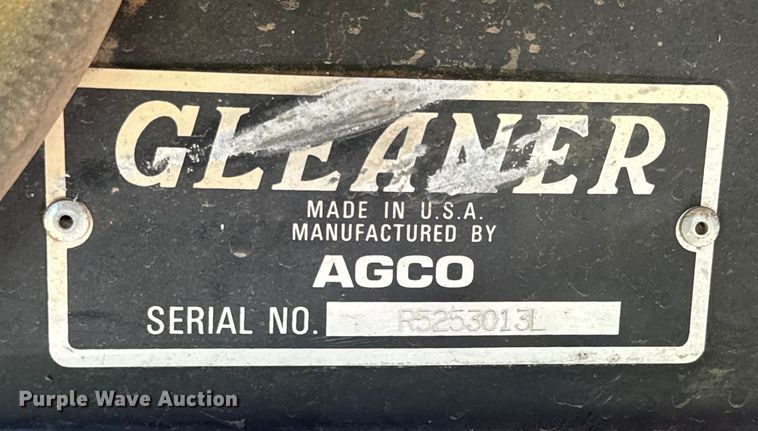 GLEANER
MADE IN U.S.A.
MANUFACTURED BY
AGCO
SERIAL NO. R5253013L
Purple Wave Auction